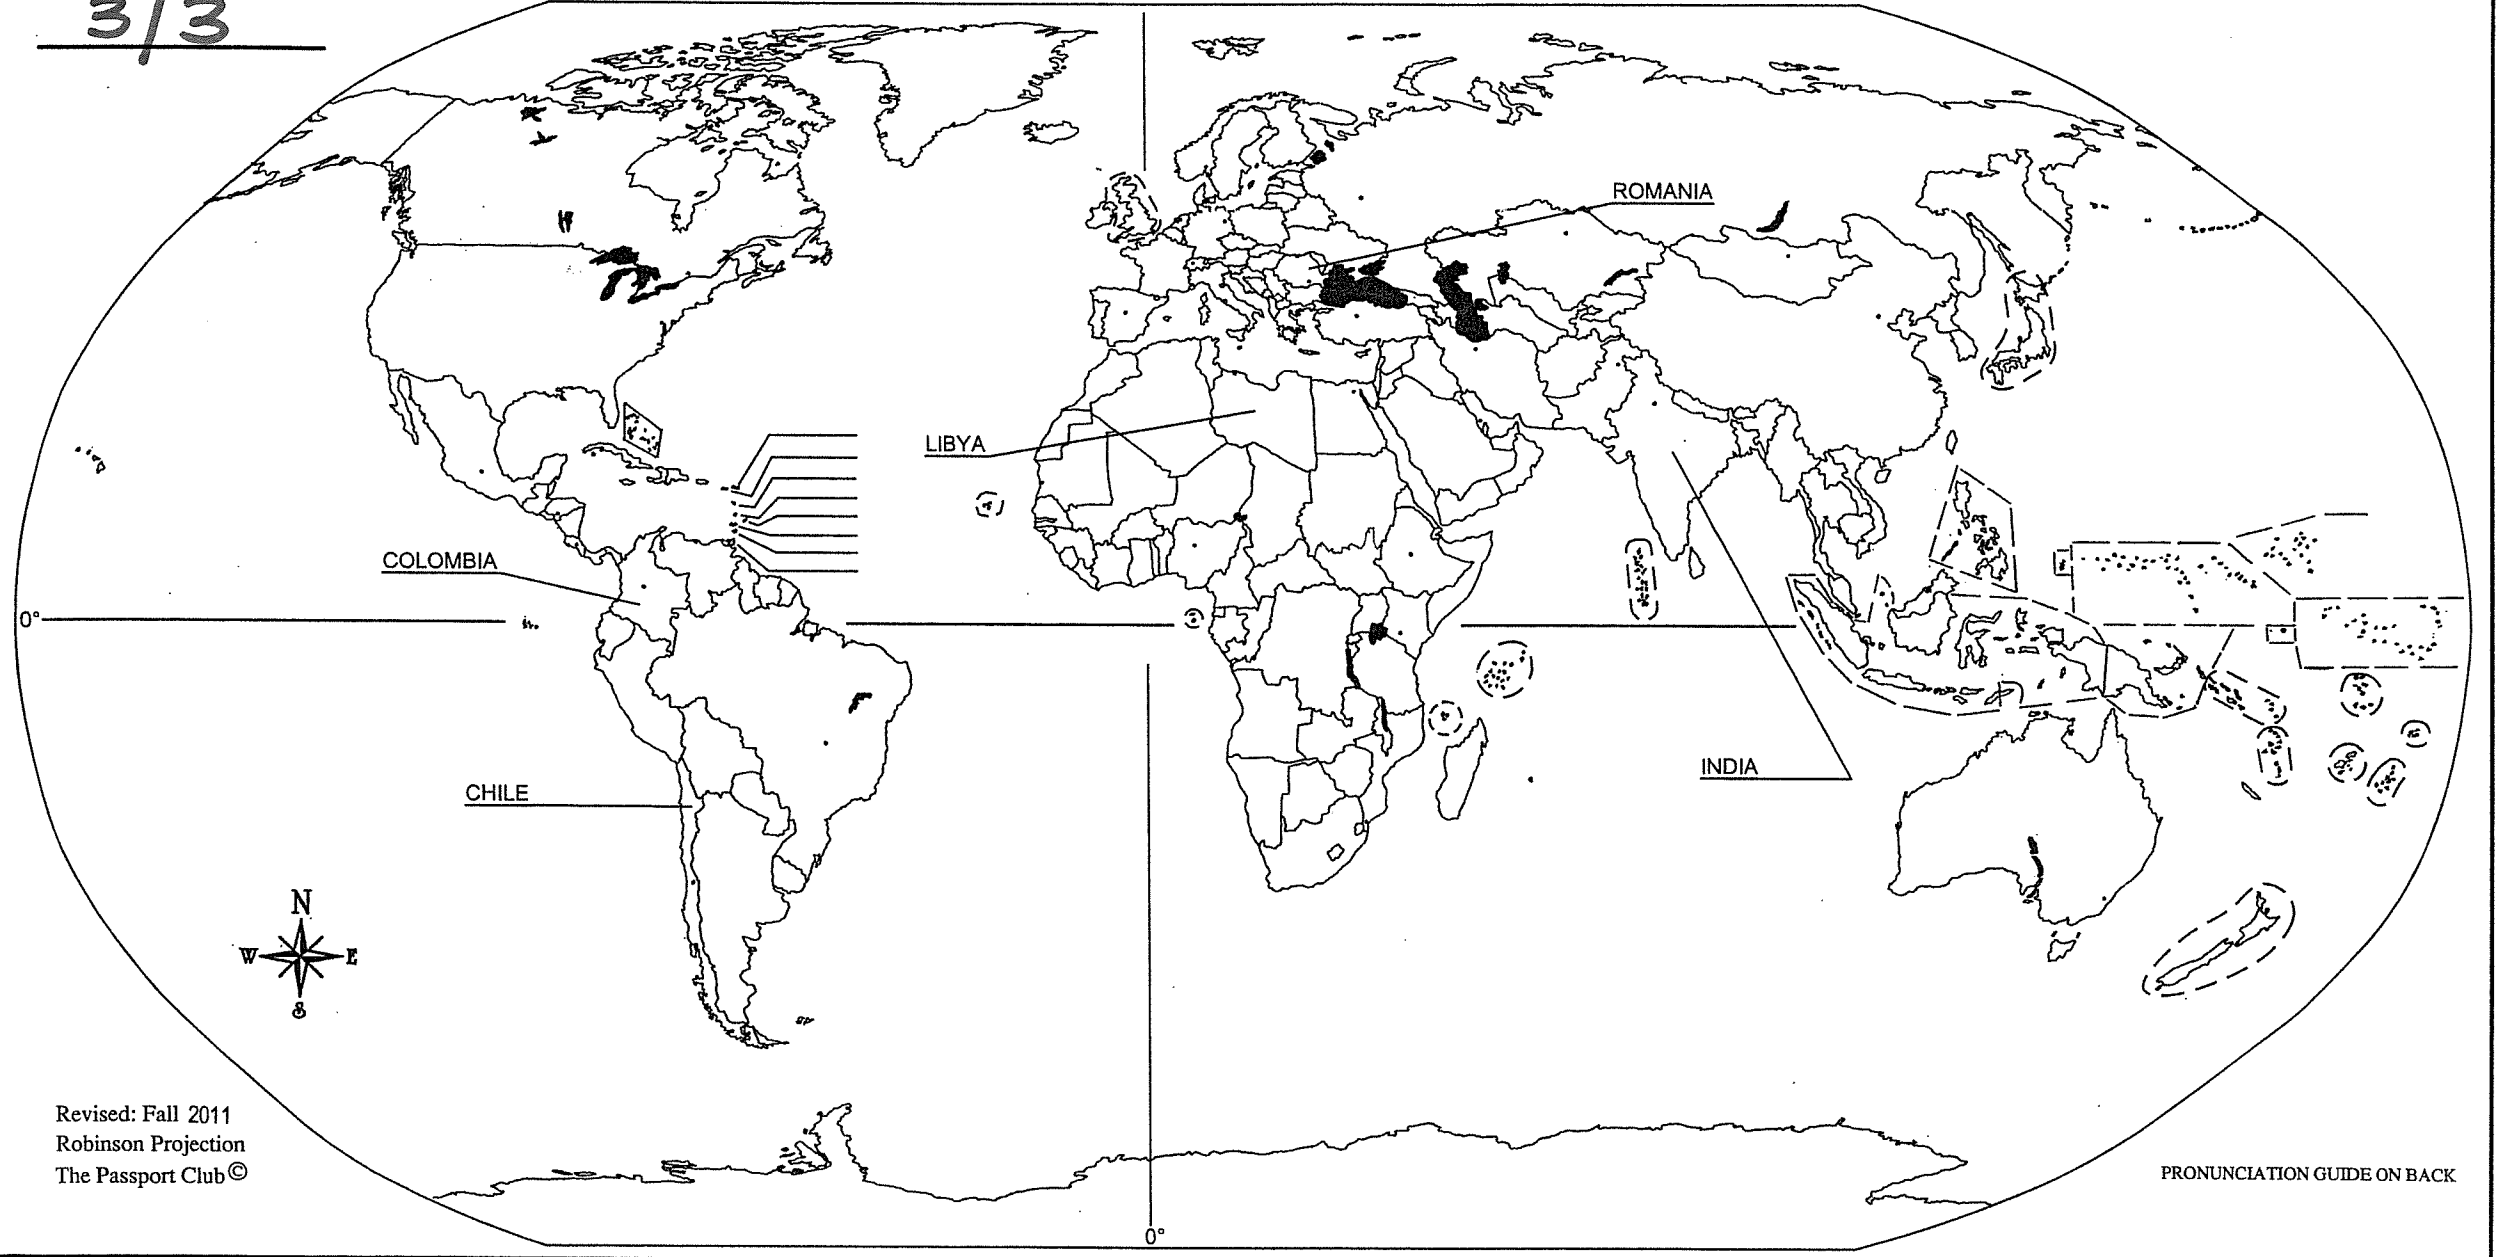 3/3
ROMANIA
LIBYA
COLOMBIA
0°
INDIA
CHILE
N
W E
S
Revised: Fall 2011
Robinson Projection
The Passport Club©
PRONUNCIATION GUIDE ON BACK
0°